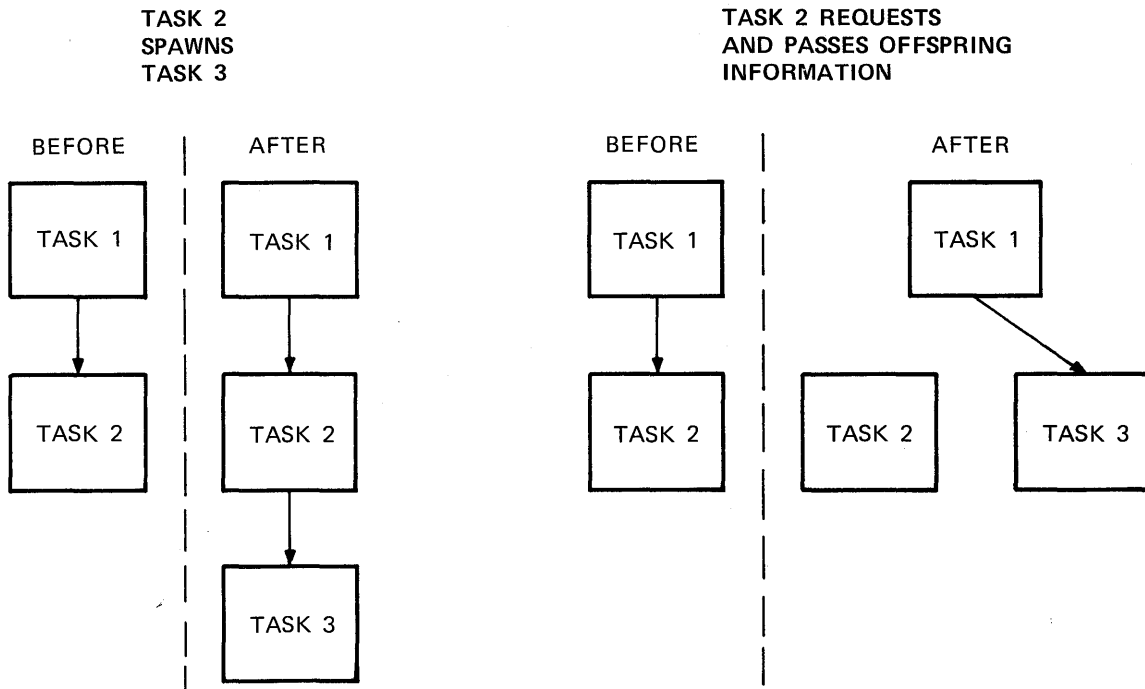 TASK 2
SPAWNS
TASK 3
BEFORE
AFTER
TASK 1
TASK 1
TASK 2
TASK 2
TASK 3
TASK 2 REQUESTS
AND PASSES OFFSPRING
INFORMATION
BEFORE
AFTER
TASK 1
TASK 1
TASK 2
TASK 2
TASK 3